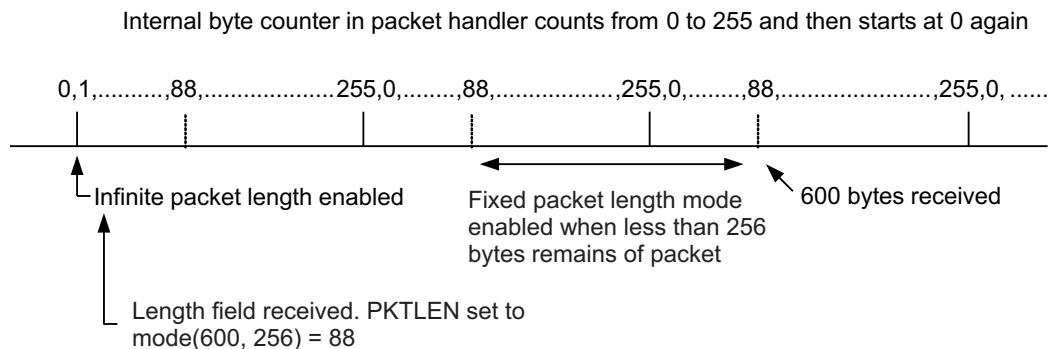 Internal byte counter in packet handler counts from 0 to 255 and then starts at 0 again
0,1,..........,88,.....................255,0,........,88,.....................,255,0,.......,88,.....................,255,0, ......
Infinite packet length enabled
Fixed packet length mode
enabled when less than 256
bytes remains of packet
600 bytes received
Length field received. PKTLEN set to
mode(600, 256) = 88